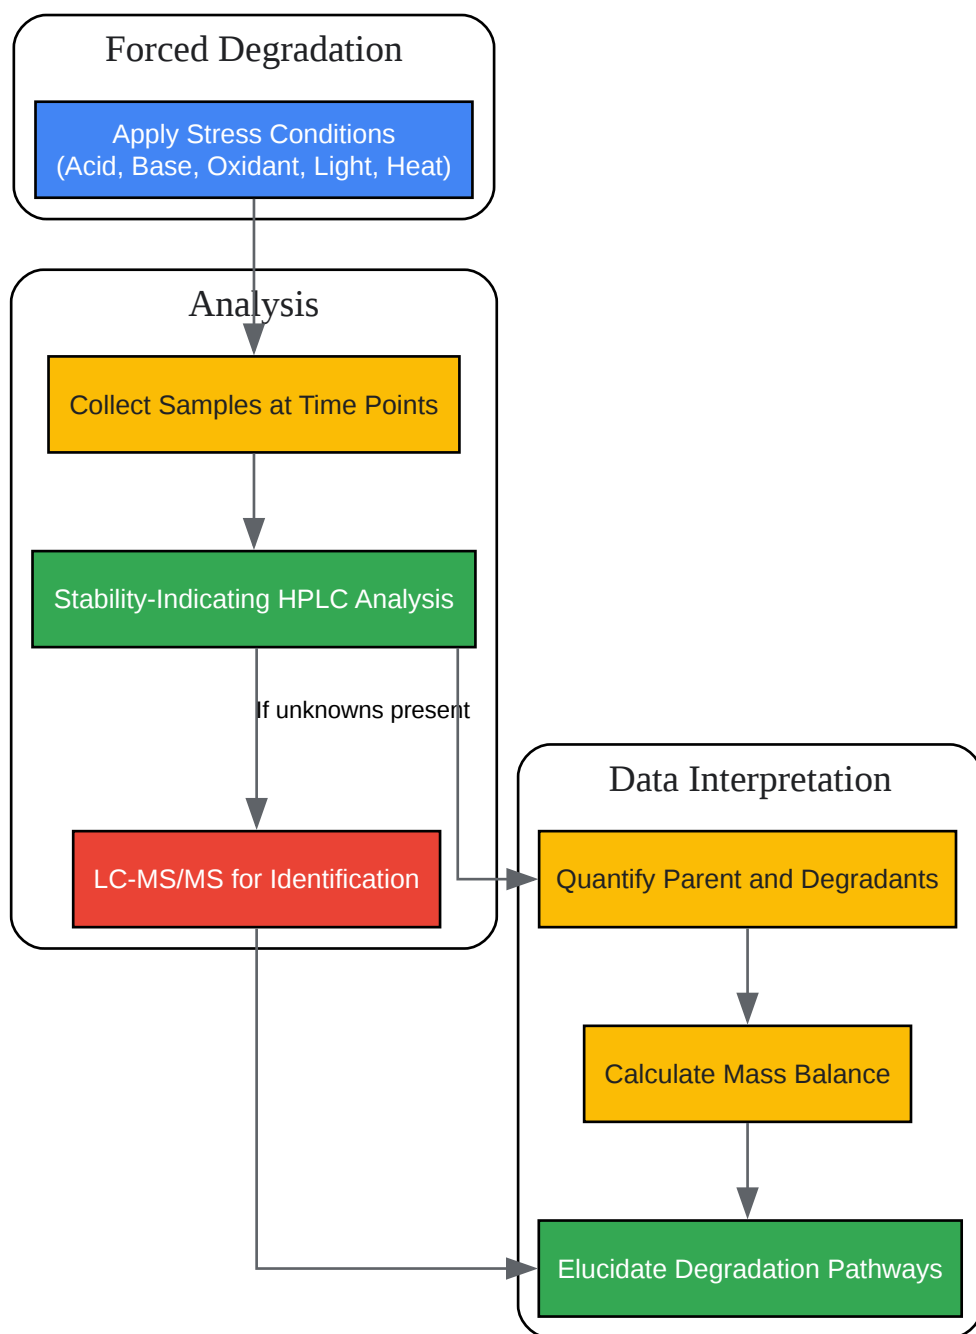 Forced Degradation
Apply Stress Conditions
(Acid, Base, Oxidant, Light, Heat)
Analysis
Collect Samples at Time Points
Stability-Indicating HPLC Analysis
If unknowns present
LC-MS/MS for Identification
Data Interpretation
Quantify Parent and Degradants
Calculate Mass Balance
Elucidate Degradation Pathways